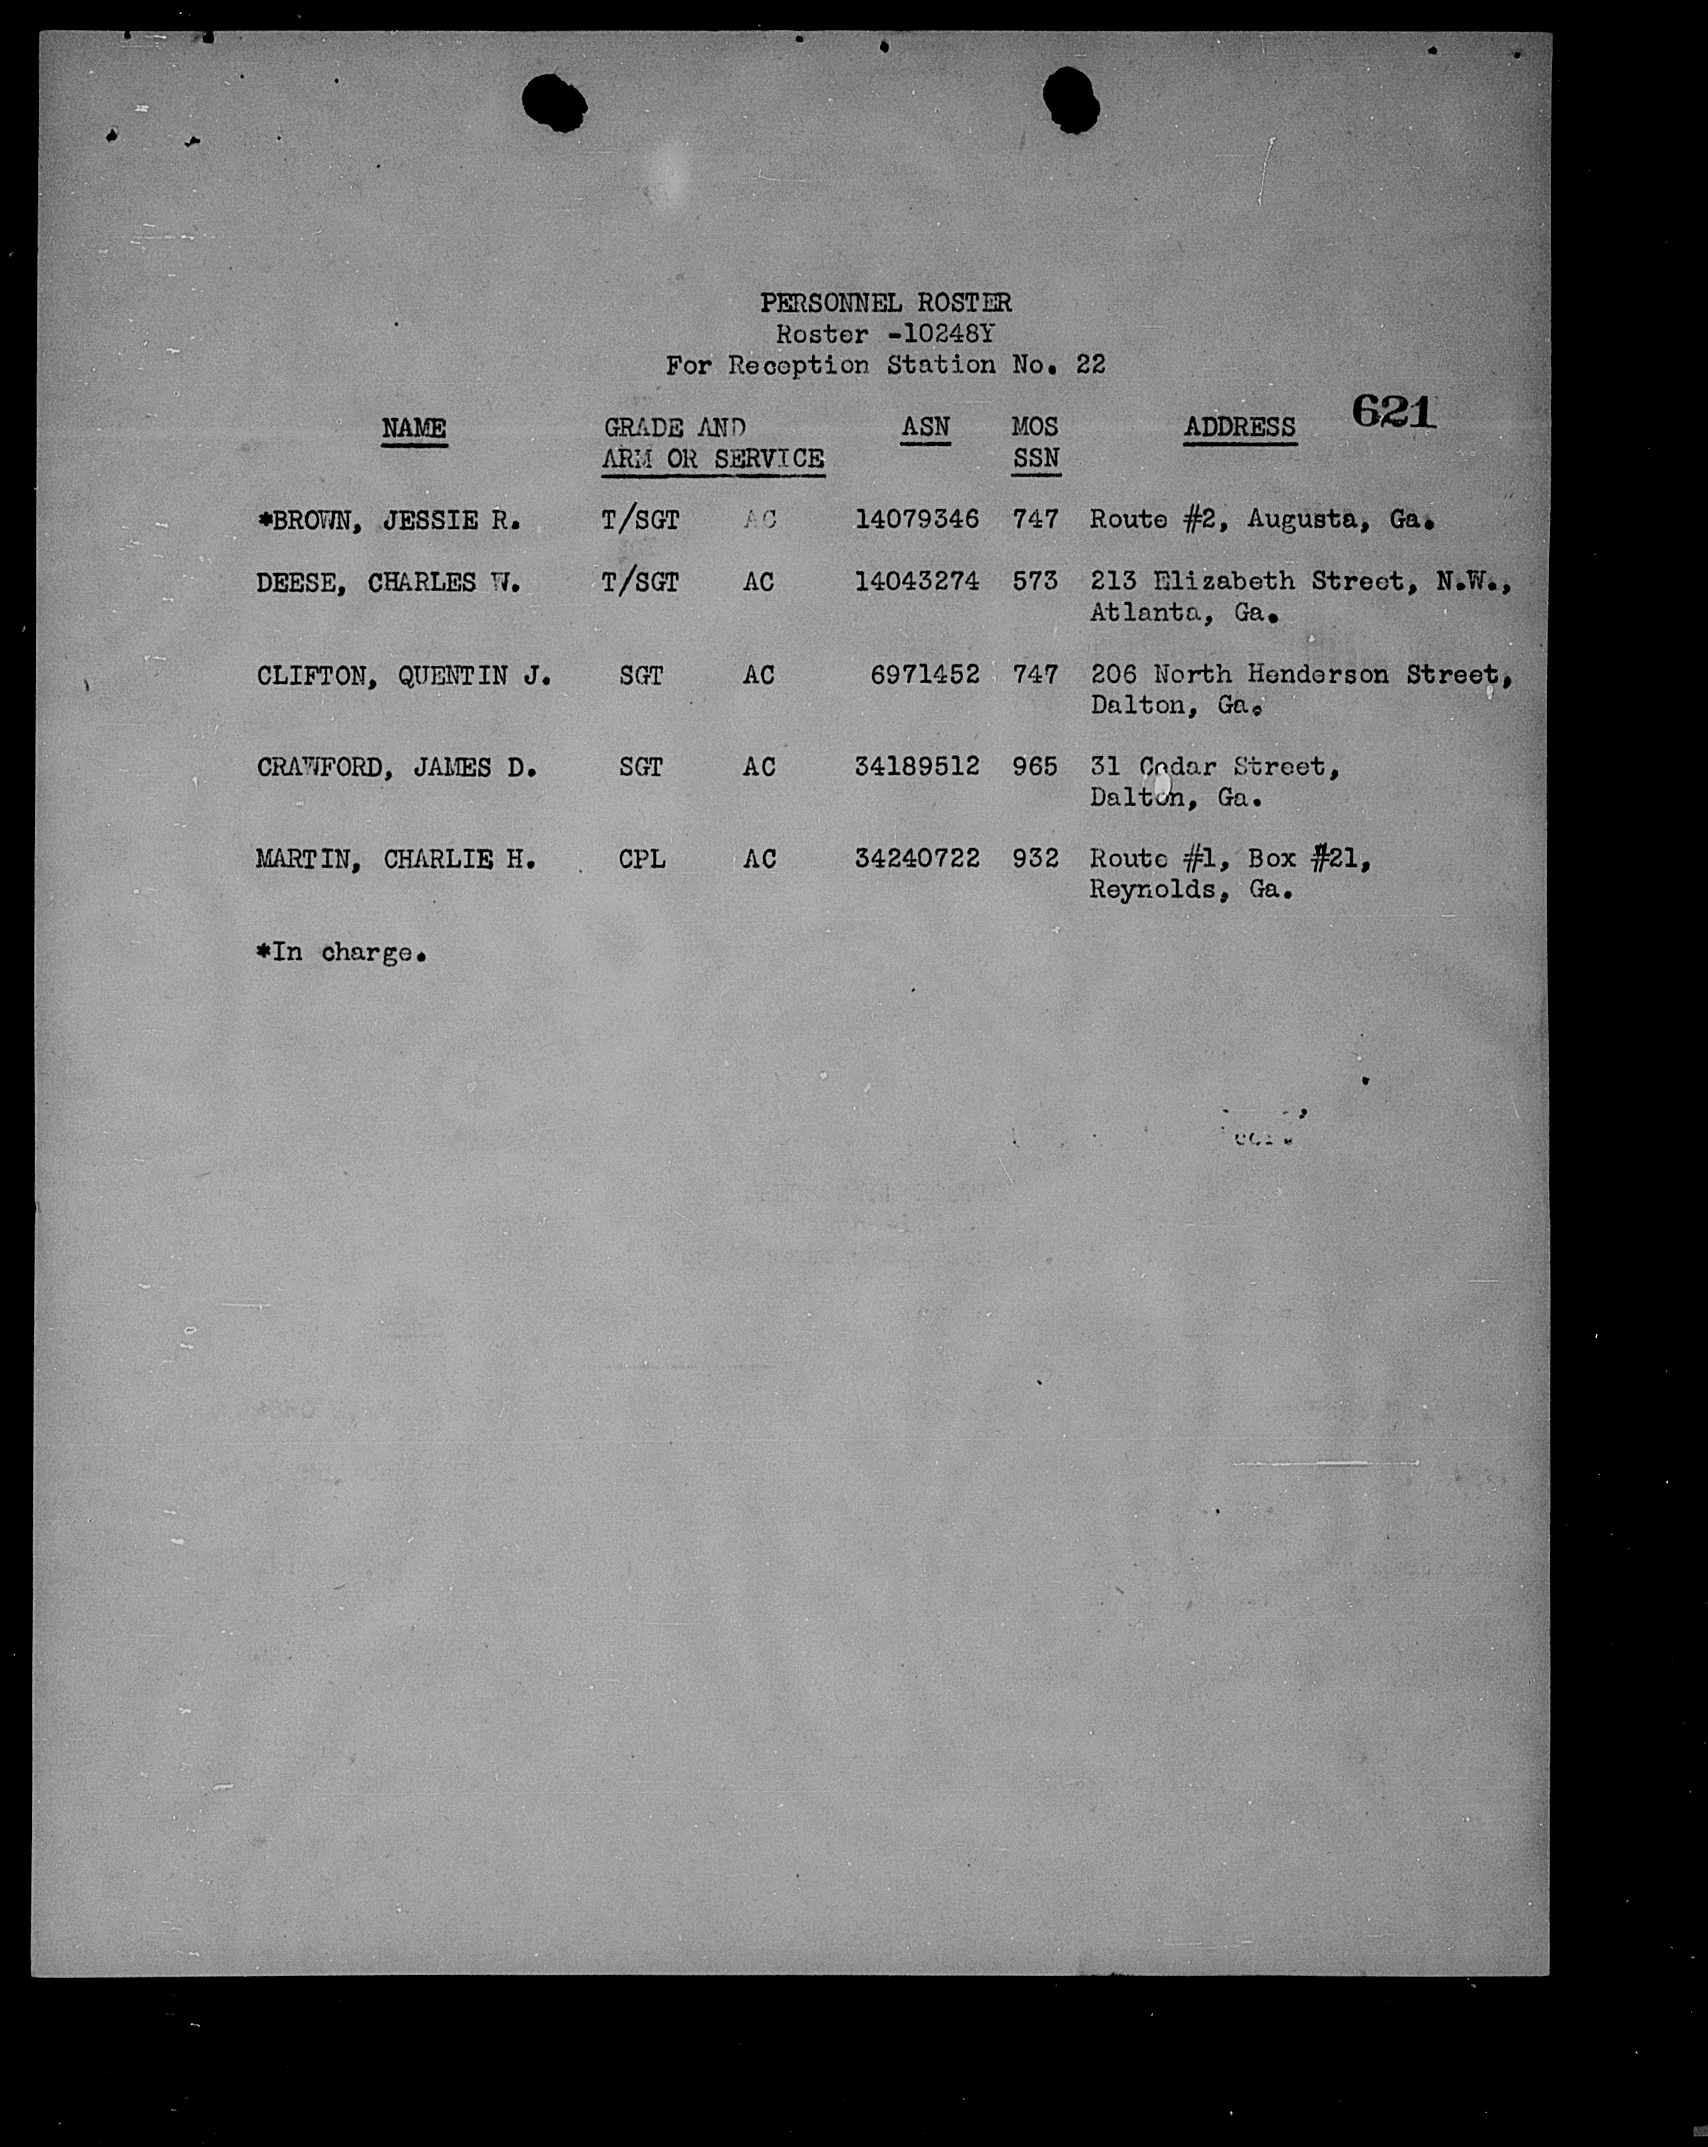 PERSONNEL ROSTER
Roster -10248Y
For Reception Station No. 22
621
NAME GRADE AND ASN MOS ADDRESS
ARM OR SERVICE SSN
*BROWN, JESSIE R. T/SGT AC 14079346 747 Route #2, Augusta, Ga.
DEESE, CHARLES W. T/SGT AC 14043274 573 213 Elizabeth Street, N.W.,
Atlanta, Ga.
CLIFTON, QUENTIN J. SGT AC 6971452 747 206 North Henderson Street,
Dalton, Ga.
CRAWFORD, JAMES D. SGT AC 34189512 965 31 Cedar Street,
Dalton, Ga.
MARTIN, CHARLIE H. CPL AC 34240722 932 Route #1, Box #21,
Reynolds, Ga.
*In charge.